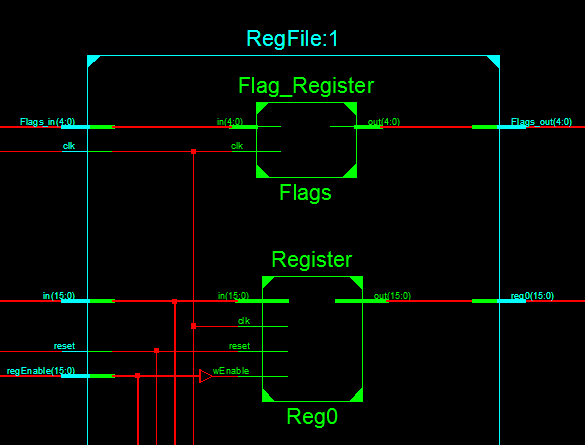 RegFile:1
Flag_Register
Flags_in(4:0) in(4:0) out(4:0) Flags_out(4:0)
clk clk
Flags
Register
in(15:0) in(15:0) out(15:0) reg0(15:0)
clk
reset reset
regEnable(15:0) wEnable
Reg0